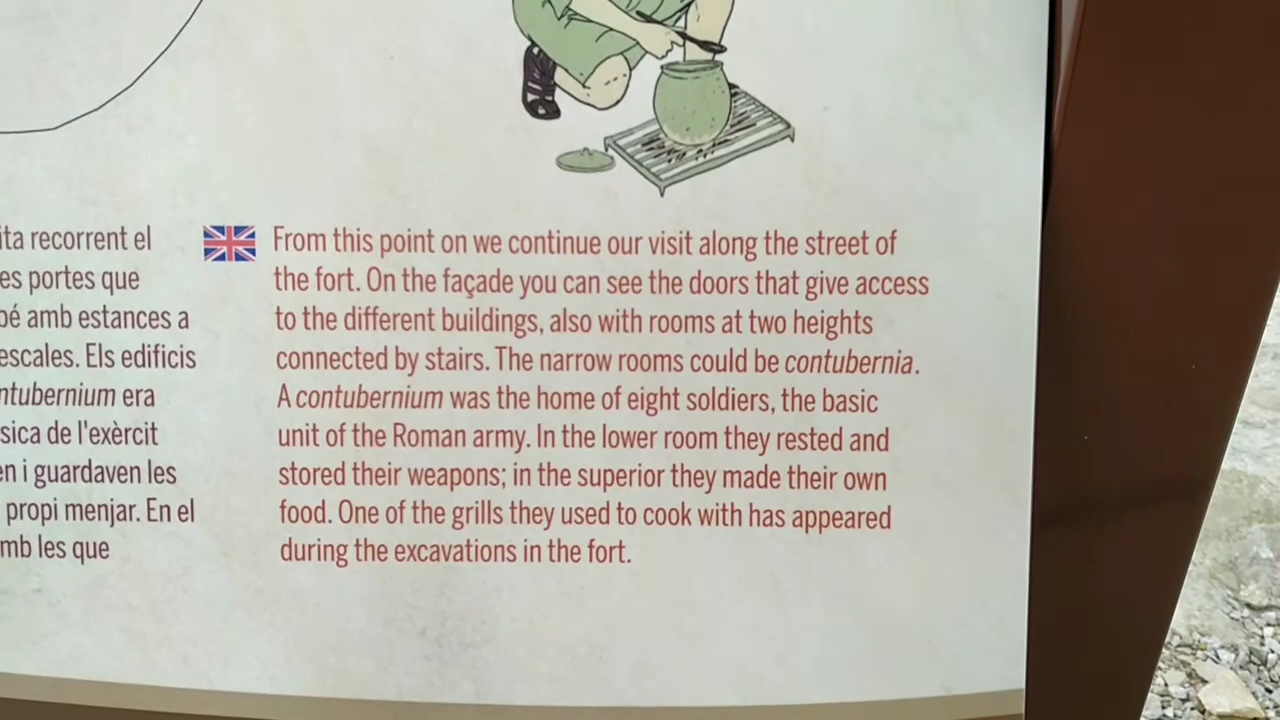 ita recorrent el
es portes que
bé amb estances a
escales. Els edificis
ntubernium era
sica de l'exèrcit
en i guardaven les
propi menjar. En el
mb les que
From this point on we continue our visit along the street of
the fort. On the façade you can see the doors that give access
to the different buildings, also with rooms at two heights
connected by stairs. The narrow rooms could be contubernia.
A contubernium was the home of eight soldiers, the basic
unit of the Roman army. In the lower room they rested and
stored their weapons; in the superior they made their own
food. One of the grills they used to cook with has appeared
during the excavations in the fort.